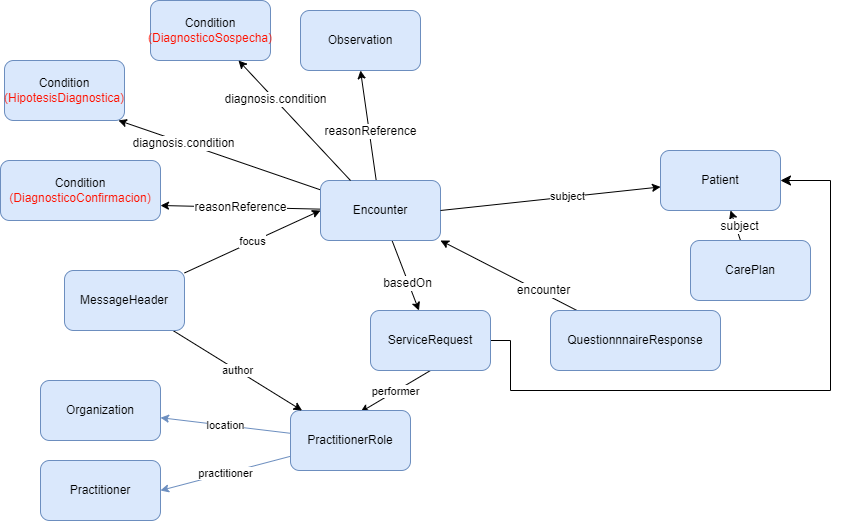 Condition
(DiagnosticoSospecha)
Observation
Condition
(HipotesisDiagnostica)
diagnosis.condition
reasonReference
diagnosis.condition
Condition
(DiagnosticoConfirmacion)
reasonReference
Encounter
subject
Patient
subject
focus
CarePlan
MessageHeader
basedOn
encounter
ServiceRequest
QuestionnnaireResponse
author
performer
Organization
location
PractitionerRole
practitioner
Practitioner